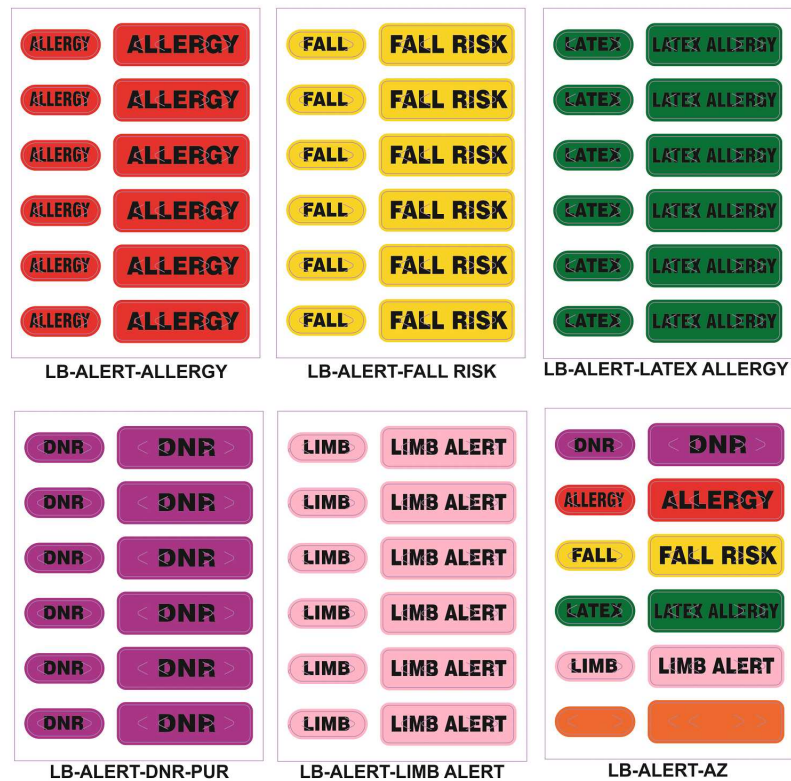 ALLERGY ALLERGY
ALLERGY ALLERGY
ALLERGY ALLERGY
ALLERGY ALLERGY
ALLERGY ALLERGY
ALLERGY ALLERGY
LB-ALERT-ALLERGY
FALL FALL RISK
FALL FALL RISK
FALL FALL RISK
FALL FALL RISK
FALL FALL RISK
FALL FALL RISK
LB-ALERT-FALL RISK
LATEX LATEX ALLERGY
LATEX LATEX ALLERGY
LATEX LATEX ALLERGY
LATEX LATEX ALLERGY
LATEX LATEX ALLERGY
LATEX LATEX ALLERGY
LB-ALERT-LATEX ALLERGY
DNR DNR
DNR DNR
DNR DNR
DNR DNR
DNR DNR
DNR DNR
LB-ALERT-DNR-PUR
LIMB LIMB ALERT
LIMB LIMB ALERT
LIMB LIMB ALERT
LIMB LIMB ALERT
LIMB LIMB ALERT
LIMB LIMB ALERT
LB-ALERT-LIMB ALERT
DNR DNR
ALLERGY ALLERGY
FALL FALL RISK
LATEX LATEX ALLERGY
LIMB LIMB ALERT
LB-ALERT-AZ